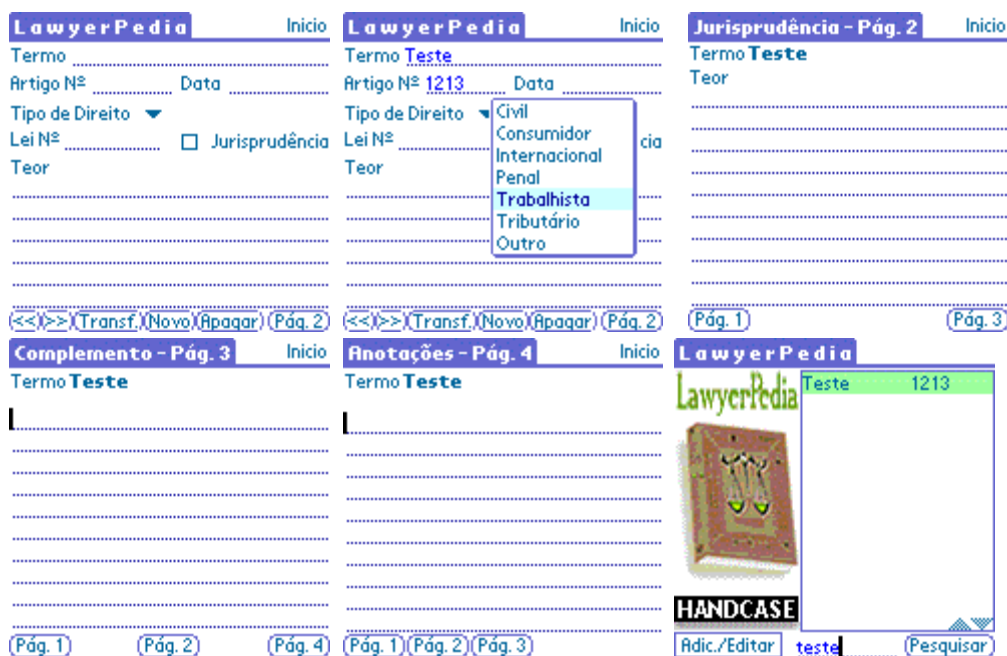 LawyerPedia Inicio
Termo
Artigo Nº Data
Tipo de Direito
Lei Nº Jurisprudência
Teor
<<
>>
Transf.
Novo
Apagar
Pág. 2
LawyerPedia Inicio
Termo Teste
Artigo Nº 1213 Data
Tipo de Direito
Lei Nº cia
Teor
Civil
Consumidor
Internacional
Penal
Trabalhista
Tributário
Outro
<<
>>
Transf.
Novo
Apagar
Pág. 2
Jurisprudência - Pág. 2 Inicio
Termo Teste
Teor
Pág. 1
Pág. 3
Complemento - Pág. 3 Inicio
Termo Teste
Pág. 1
Pág. 2
Pág. 4
Anotações - Pág. 4 Inicio
Termo Teste
Pág. 1
Pág. 2
Pág. 3
LawyerPedia
LawyerPedia
Teste 1213
HANDCASE
Adic./Editar
teste
Pesquisar